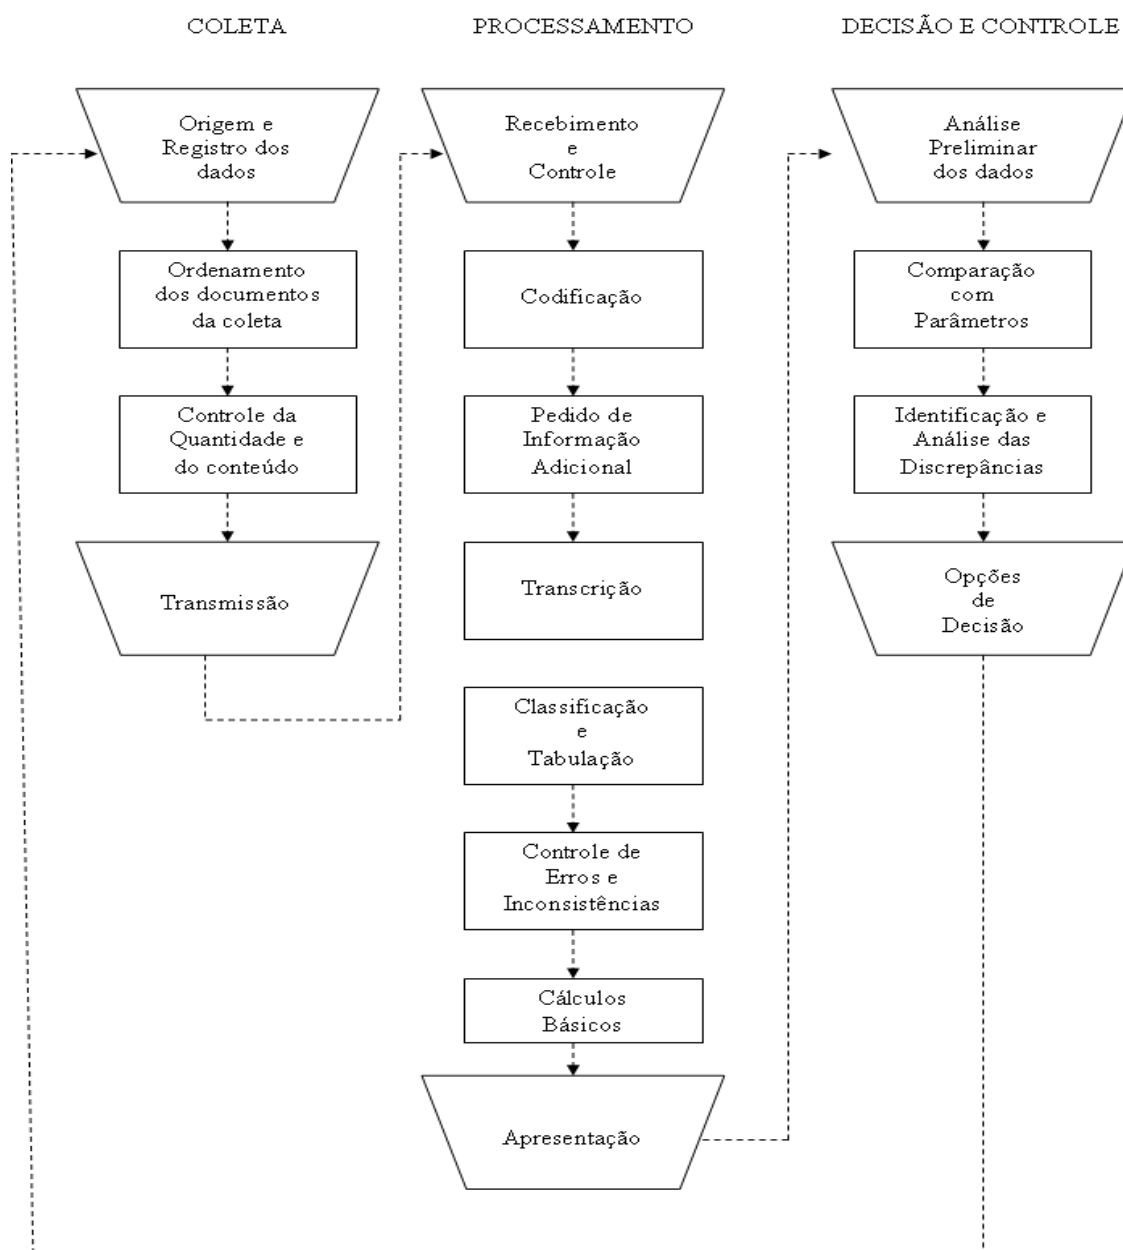 COLETA
PROCESSAMENTO
DECISÃO E CONTROLE
Origem e
Registro dos
dados
Ordenamento
dos documentos
da coleta
Controle da
Quantidade e
do conteúdo
Transmissão
Recebimento
e
Controle
Codificação
Pedido de
Informação
Adicional
Transcrição
Classificação
e
Tabulação
Controle de
Erros e
Inconsistências
Cálculos
Básicos
Apresentação
Análise
Preliminar
dos dados
Comparação
com
Parâmetros
Identificação e
Análise das
Discrepâncias
Opções
de
Decisão